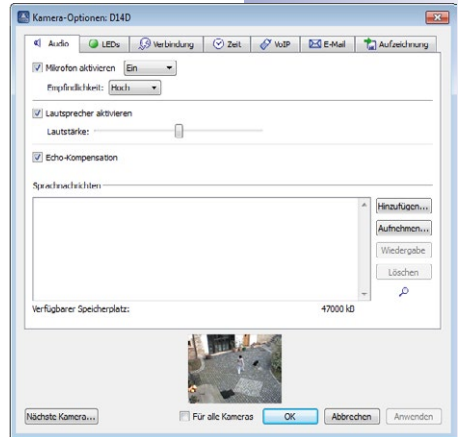 Kamera-Optionen: D14D
Audio LEDs Verbindung Zeit VoIP E-Mail Aufzeichnung
Mikrofon aktivieren Ein
Empfindlichkeit: Hoch
Lautsprecher aktivieren
Lautstärke:
Echo-Kompensation
Sprachnachrichten
Hinzufügen...
Aufnehmen...
Wiedergabe
Löschen
Verfügbarer Speicherplatz: 47000 kB
Nächste Kamera... Für alle Kameras OK Abbrechen Anwenden